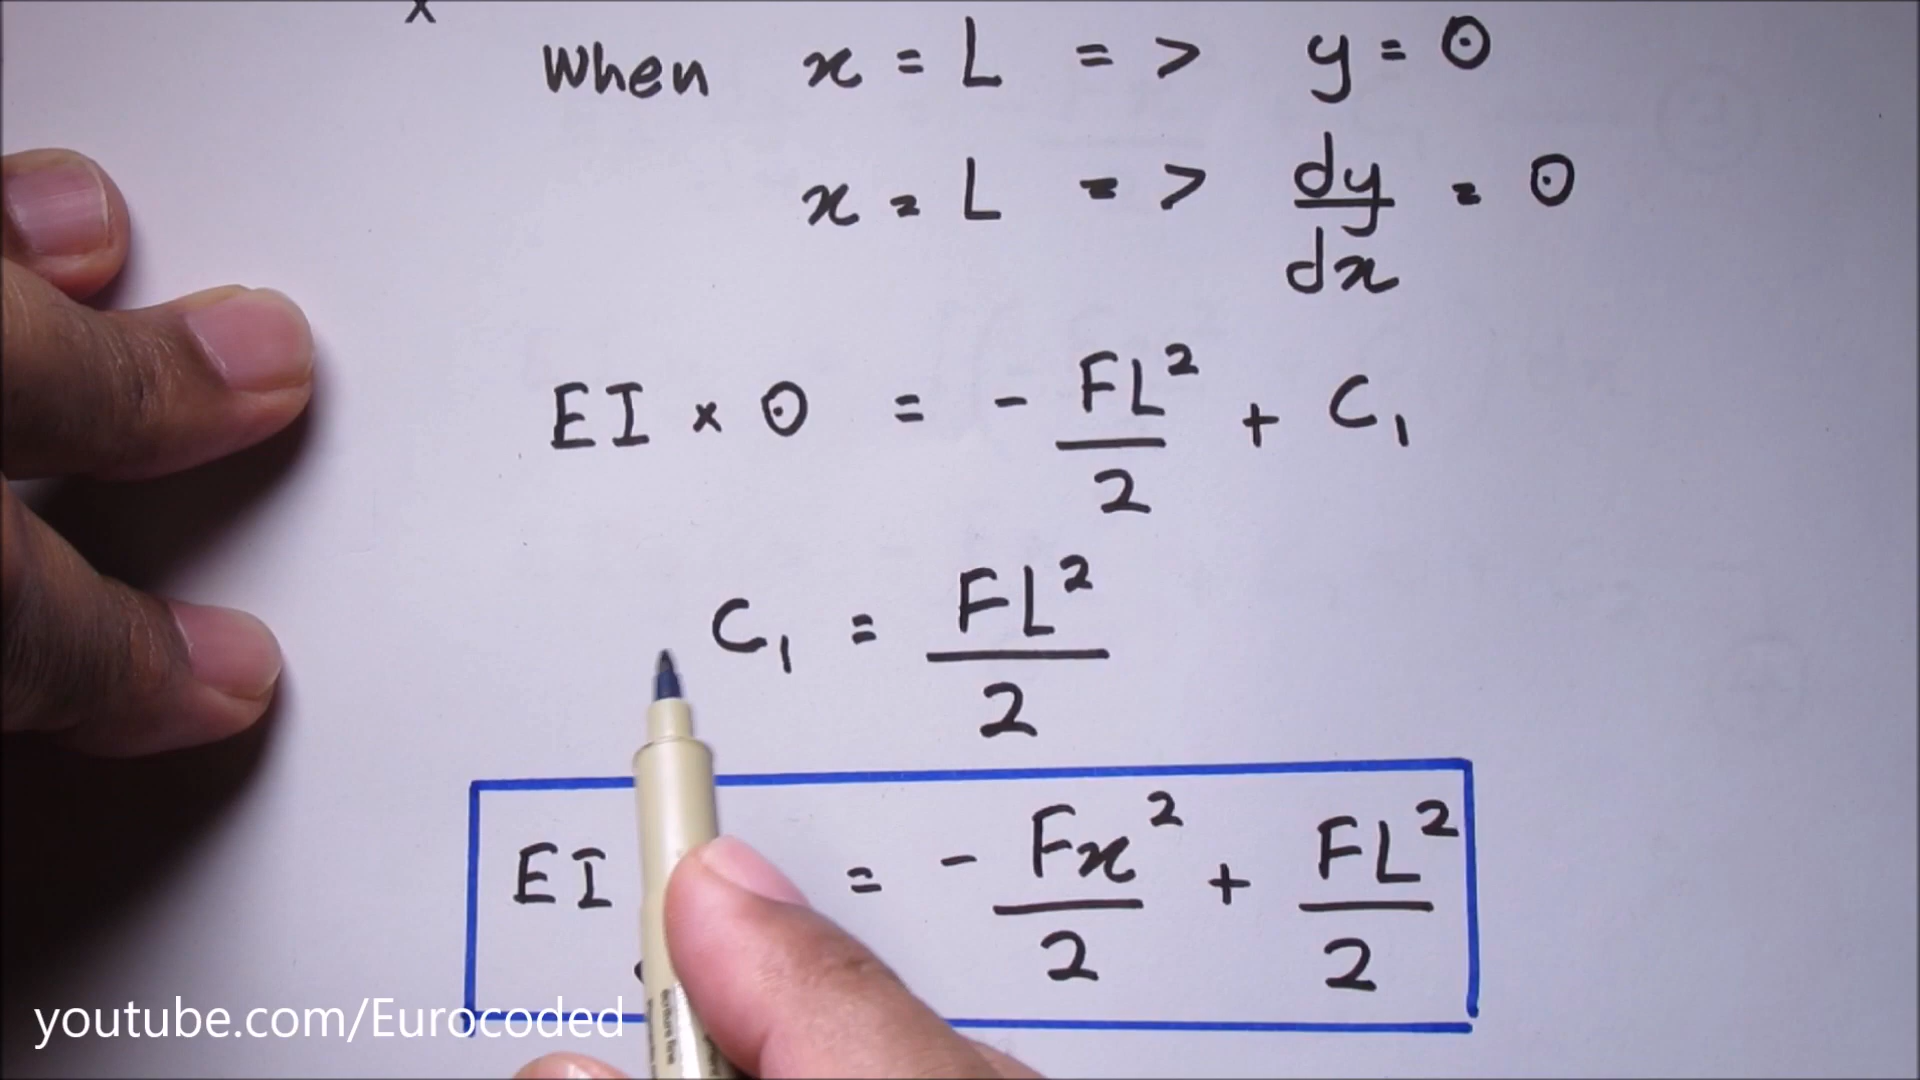 x
When x = L => y = 0
x = L => dy/dx = 0
EI × 0 = - FL²/2 + C₁
C₁ = FL²/2
EI = - Fx²/2 + FL²/2
youtube.com/Eurocoded